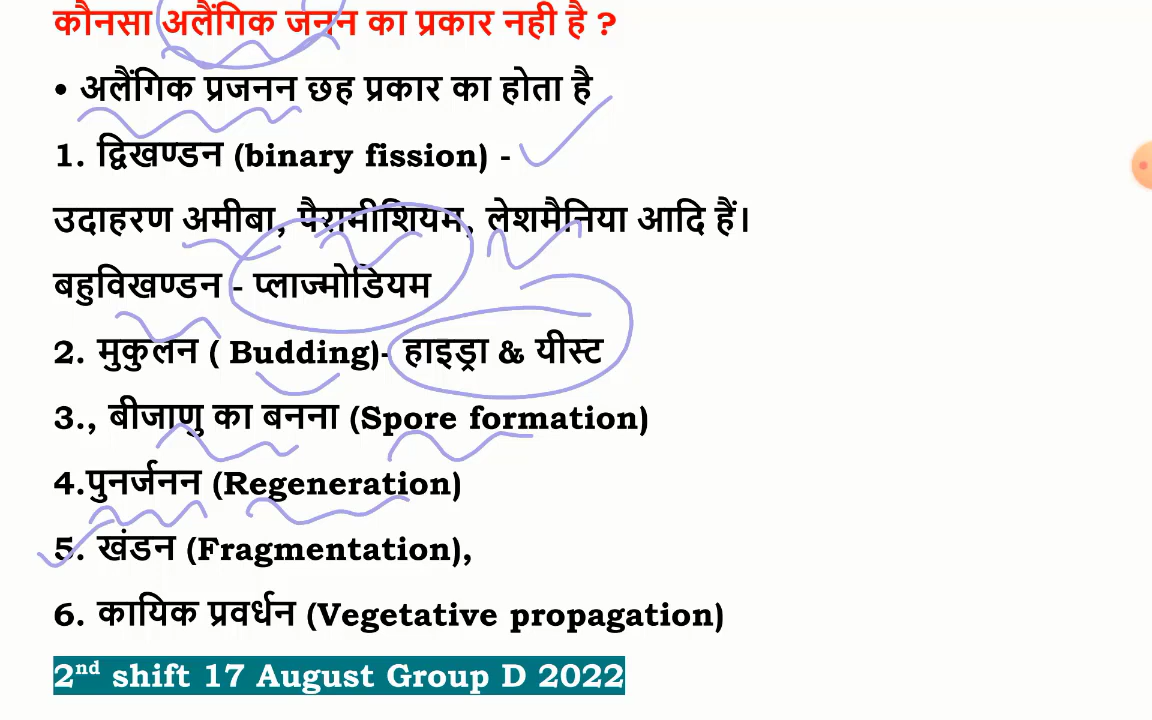 कौनसा अलैंगिक जनन का प्रकार नही है ?
• अलैंगिक प्रजनन छह प्रकार का होता है
1. द्विखण्डन (binary fission) -
उदाहरण अमीबा, पैरामीशियम, लेशमैनिया आदि हैं।
बहुविखण्डन - प्लाज्मोडियम
2. मुकुलन ( Budding)- हाइड्रा & यीस्ट
3., बीजाणु का बनना (Spore formation)
4.पुनर्जनन (Regeneration)
5. खंडन (Fragmentation),
6. कायिक प्रवर्धन (Vegetative propagation)
2nd shift 17 August Group D 2022